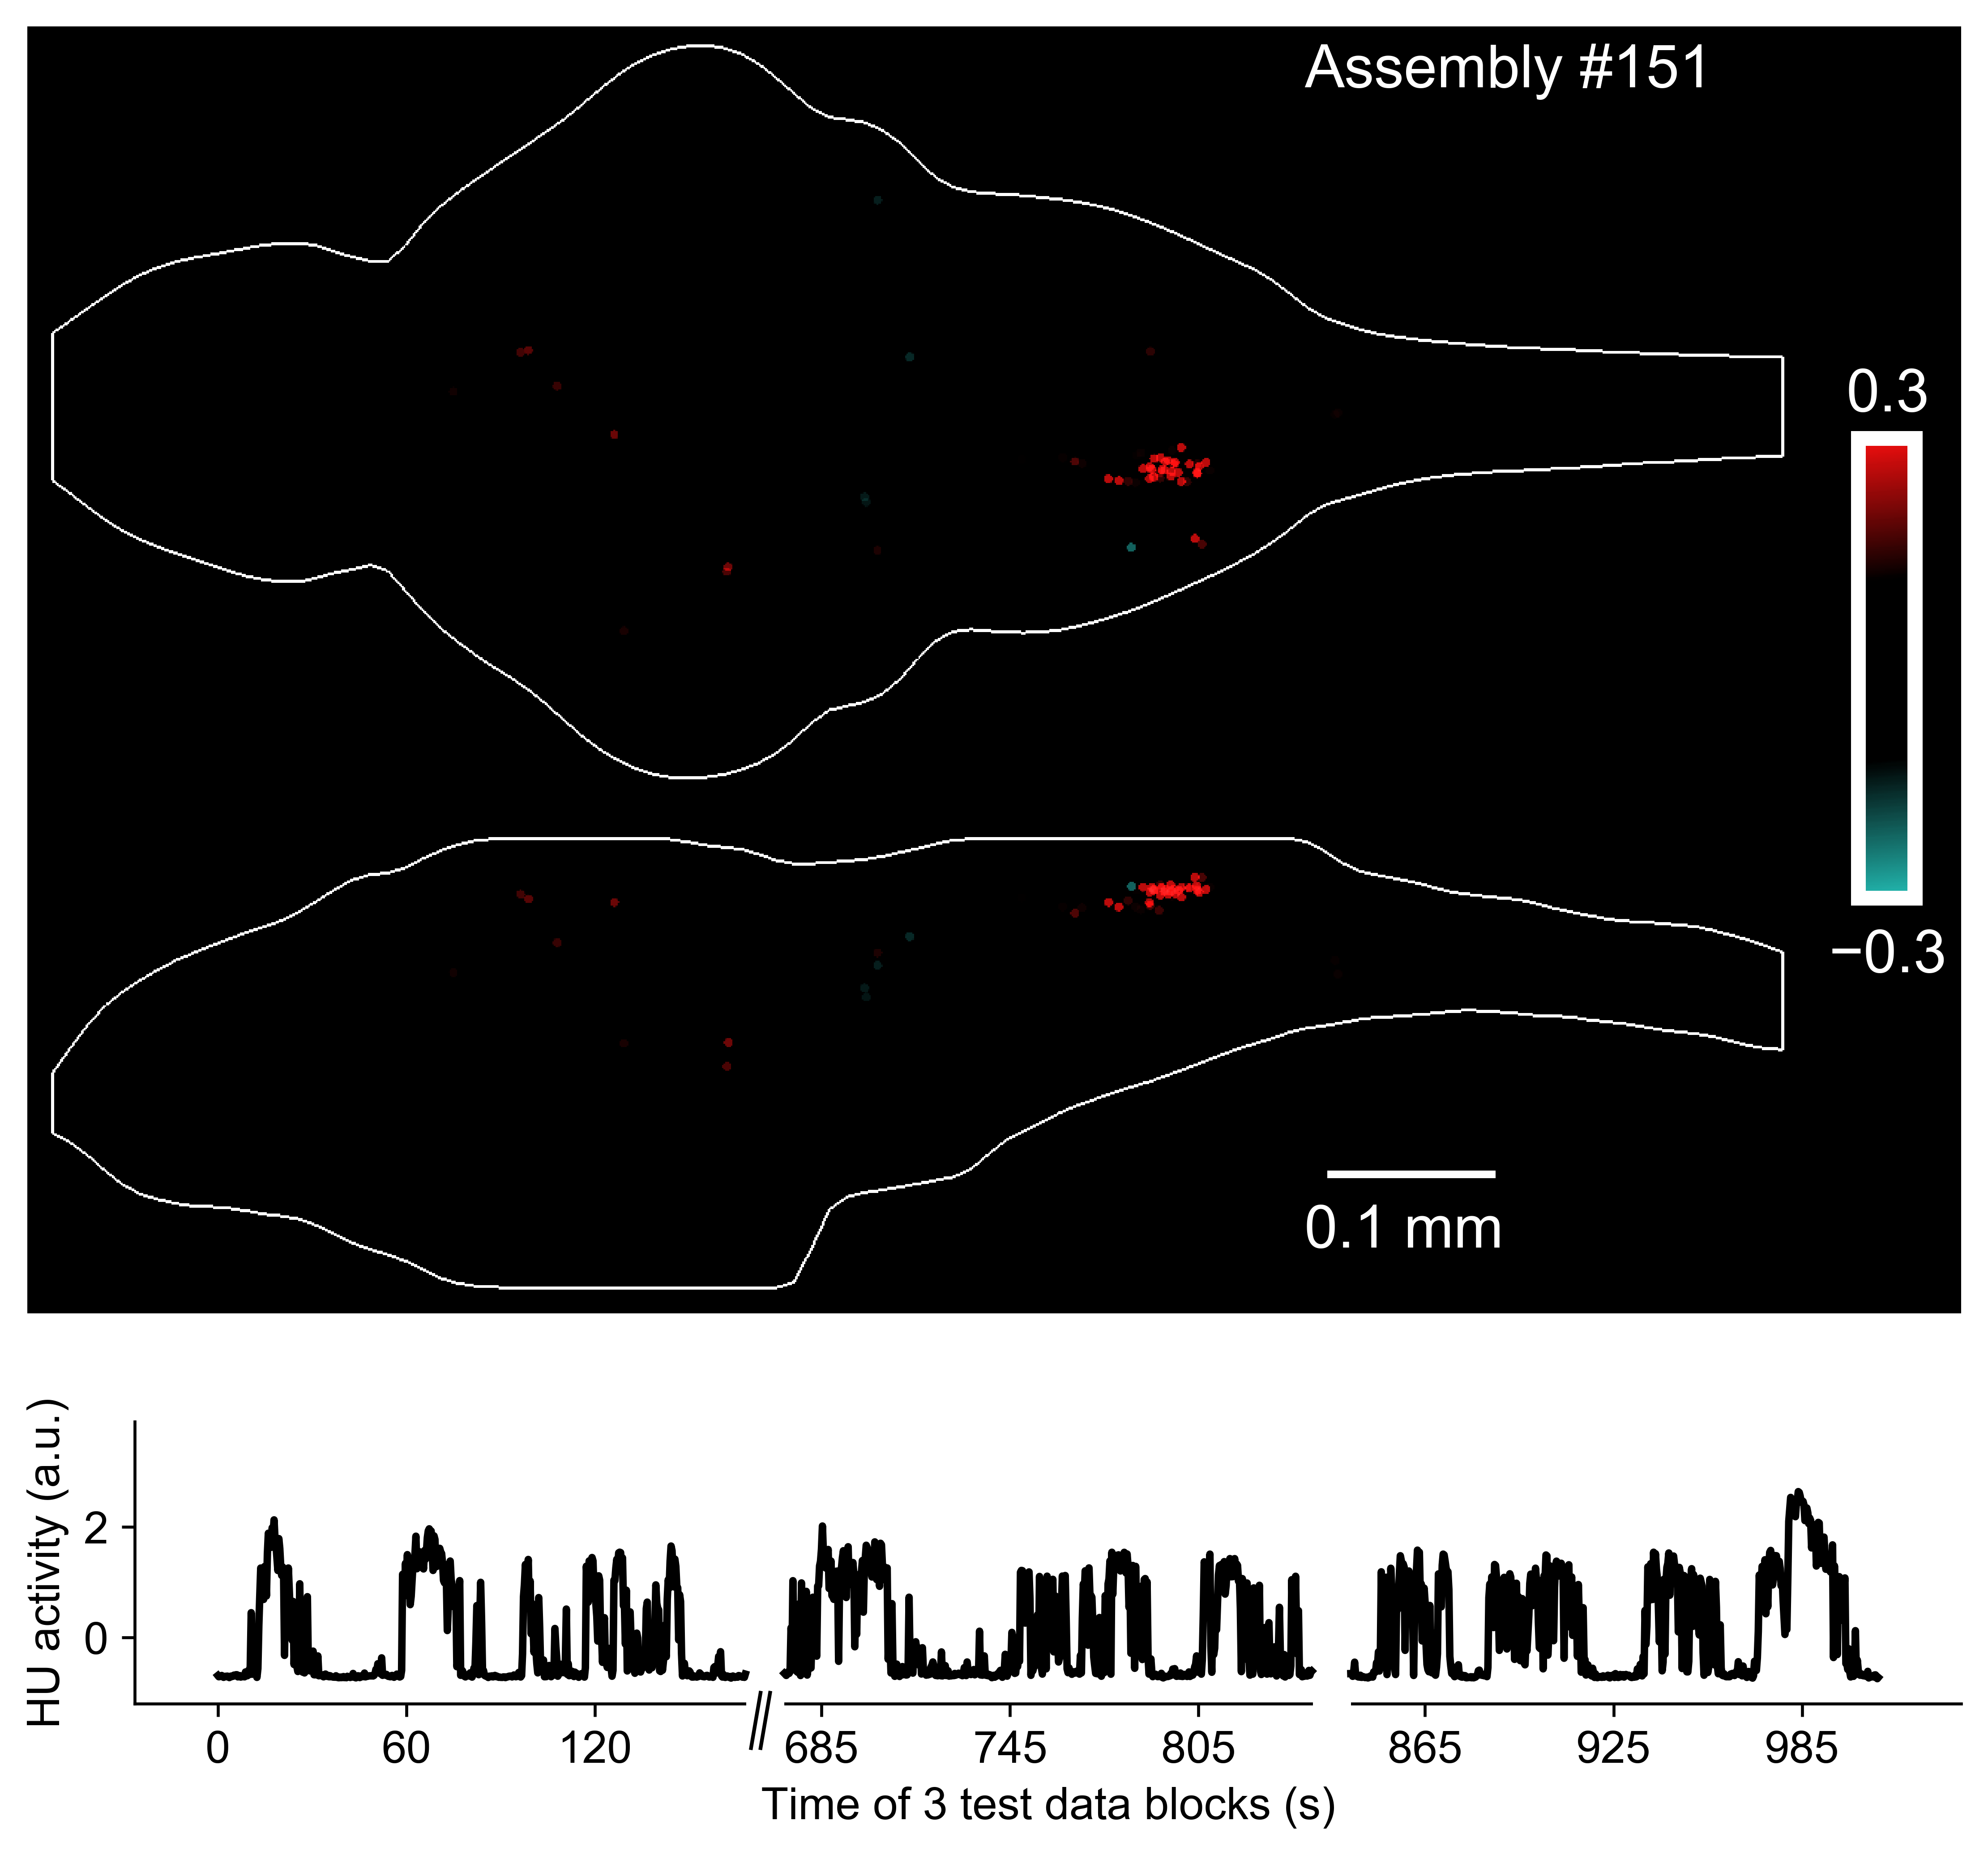 Assembly #151
0.3
−0.3
0.1 mm
HU activity (a.u.)
2
0
0 60 120 685 745 805 865 925 985
Time of 3 test data blocks (s)